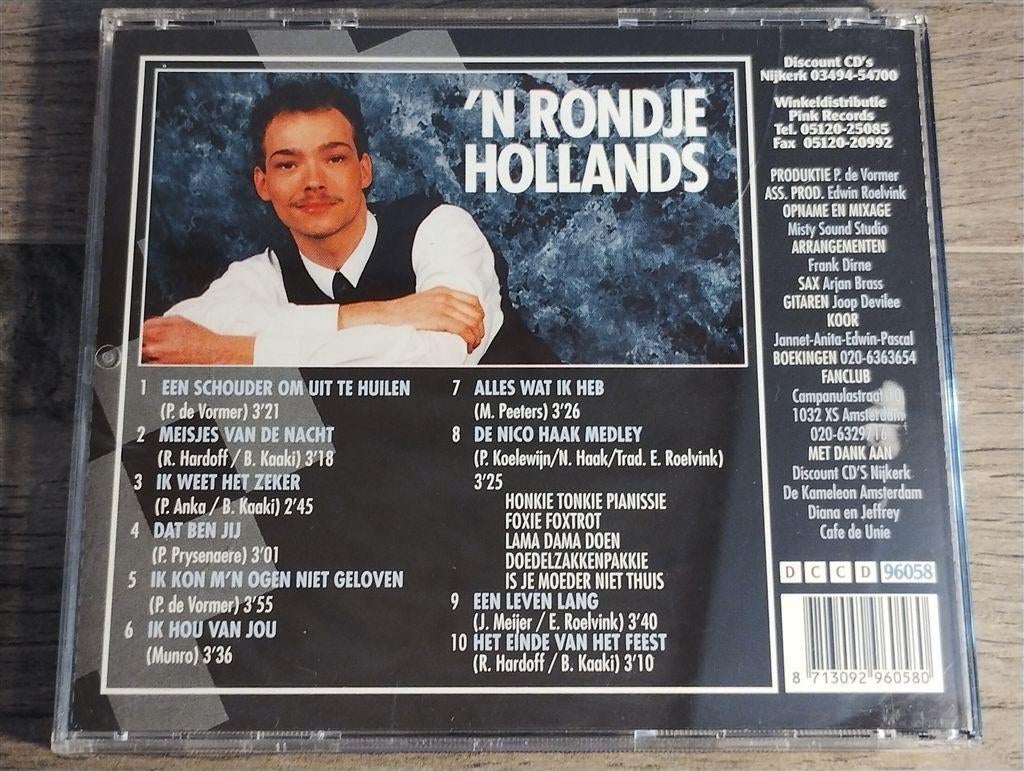 'N RONDJE
HOLLANDS
1 EEN SCHOUDER OM UIT TE HUILEN
(P. de Vormer) 3'21
2 MEISJES VAN DE NACHT
(R. Hardoff / B. Kaaki) 3'18
3 IK WEET HET ZEKER
(P. Anka / B. Kaaki) 2'45
4 DAT BEN JIJ
(P. Prysenaere) 3'01
5 IK KON M'N OGEN NIET GELOVEN
(P. de Vormer) 3'55
6 IK HOU VAN JOU
(Munro) 3'36
7 ALLES WAT IK HEB
(M. Peeters) 3'26
8 DE NICO HAAK MEDLEY
(P. Koelewijn/N. Haak/Trad. E. Roelvink)
3'25
HONKIE TONKIE PIANISSIE
FOXIE FOXTROT
LAMA DAMA DOEN
DOEDELZAKKENPAKKIE
IS JE MOEDER NIET THUIS
9 EEN LEVEN LANG
(J. Meijer / E. Roelvink) 3'40
10 HET EINDE VAN HET FEEST
(R. Hardoff / B. Kaaki) 3'10
Discount CD's
Nijkerk 03494-54700
Winkeldistributie
Pink Records
Tel. 05120-25085
Fax 05120-20992
PRODUKTIE P. de Vormer
ASS. PROD. Edwin Roelvink
OPNAME EN MIXAGE
Misty Sound Studio
ARRANGEMENTEN
Frank Dirne
SAX Arjan Brass
GITAREN Joop Devilee
KOOR
Jannet-Anita-Edwin-Pascal
BOEKINGEN 020-6363654
FANCLUB
Campanulastraat 10
1032 XS Amsterdam
MET DANK AAN
Discount CD'S Nijkerk
De Kameleon Amsterdam
Diana en Jeffrey
Cafe de Unie
DCCD 96058
8 713092 960580